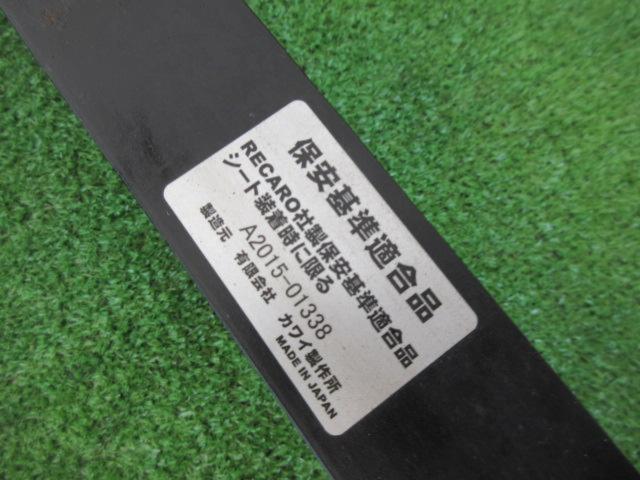 保安基準適合品
RECARO社製保安基準適合品
シート装着時に限る
A2015-01338
製造元 有限会社 カワイ製作所
MADE IN JAPAN